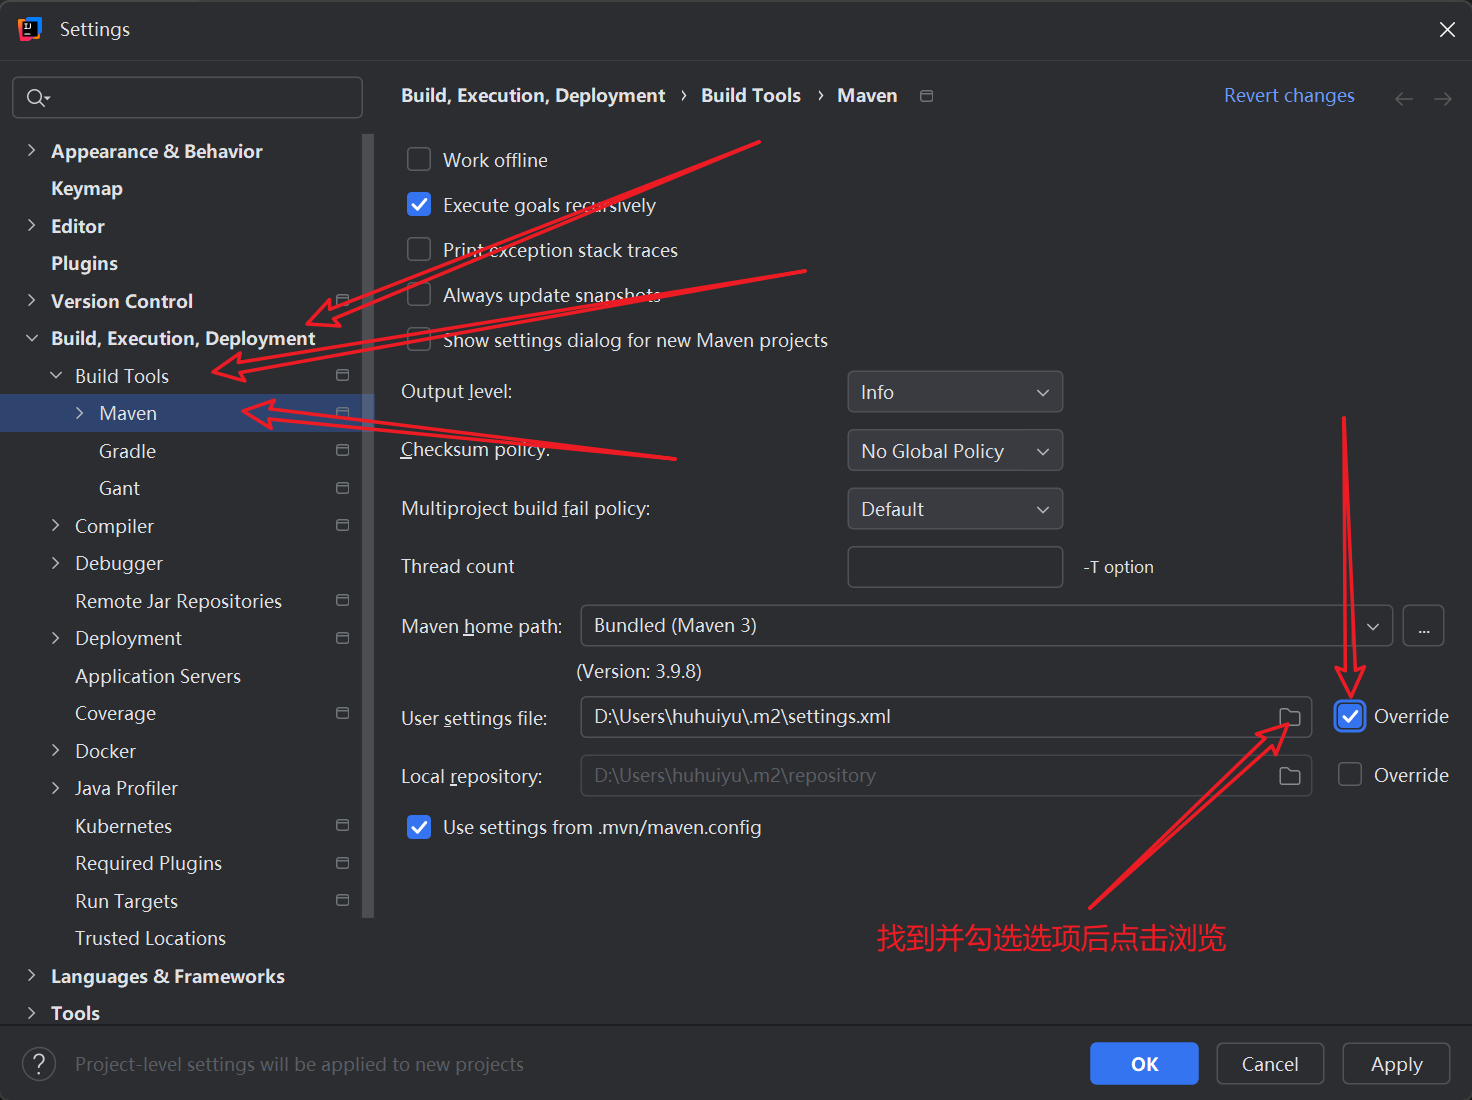 Settings
Build, Execution, Deployment › Build Tools › Maven
Revert changes
Appearance & Behavior
Keymap
Editor
Plugins
Version Control
Build, Execution, Deployment
Build Tools
Maven
Gradle
Gant
Compiler
Debugger
Remote Jar Repositories
Deployment
Application Servers
Coverage
Docker
Java Profiler
Kubernetes
Required Plugins
Run Targets
Trusted Locations
Languages & Frameworks
Tools
Work offline
Execute goals recursively
Print exception stack traces
Always update snapshots
Show settings dialog for new Maven projects
Output level: Info
Checksum policy: No Global Policy
Multiproject build fail policy: Default
Thread count -T option
Maven home path: Bundled (Maven 3) ...
(Version: 3.9.8)
User settings file: D:\Users\huhuiyu\.m2\settings.xml Override
Local repository: D:\Users\huhuiyu\.m2\repository Override
Use settings from .mvn/maven.config
找到并勾选选项后点击浏览
? Project-level settings will be applied to new projects
OK Cancel Apply